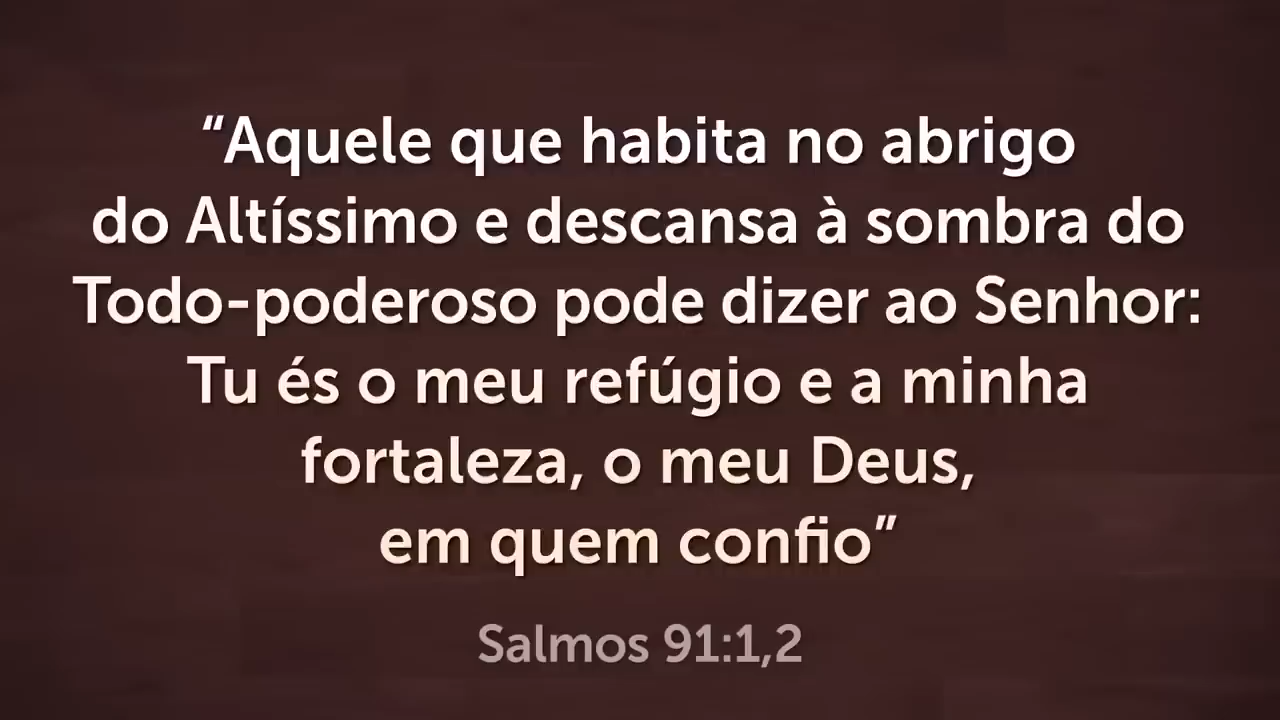 “Aquele que habita no abrigo
do Altíssimo e descansa à sombra do
Todo-poderoso pode dizer ao Senhor:
Tu és o meu refúgio e a minha
fortaleza, o meu Deus,
em quem confio”
Salmos 91:1,2